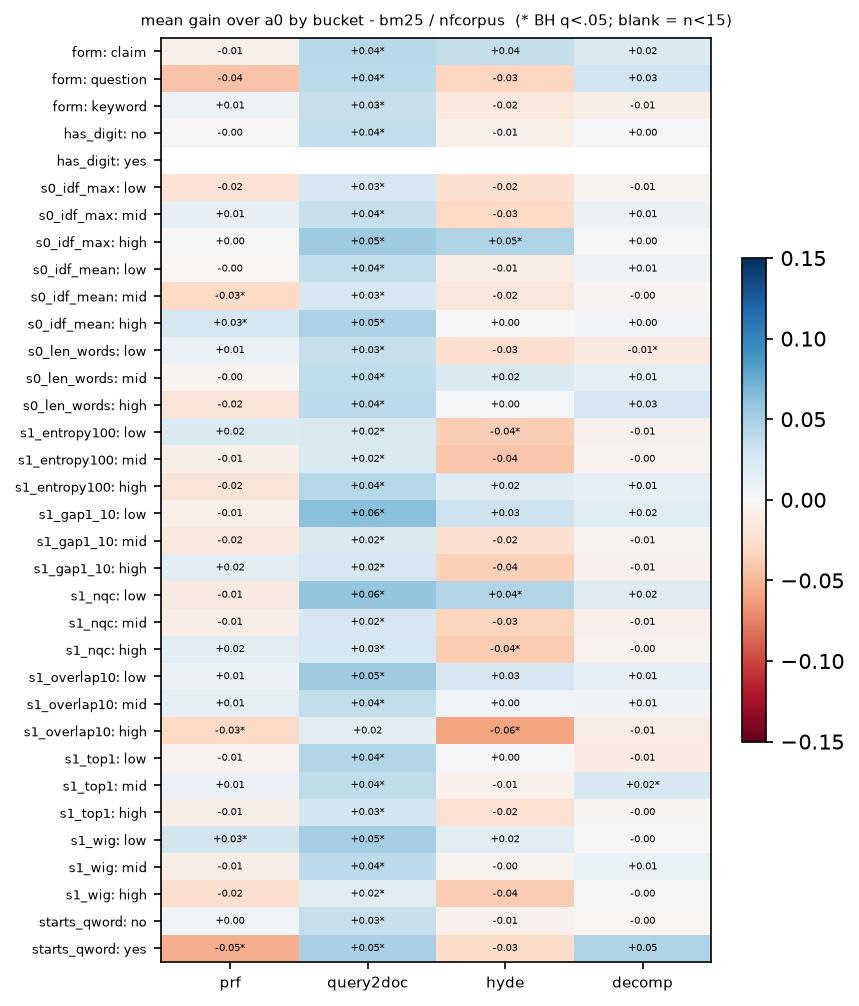 mean gain over a0 by bucket - bm25 / nfcorpus  (* BH q<.05; blank = n<15)
form: claim -0.01 +0.04* +0.04 +0.02
form: question -0.04 +0.04* -0.03 +0.03
form: keyword +0.01 +0.03* -0.02 -0.01
has_digit: no -0.00 +0.04* -0.01 +0.00
has_digit: yes
s0_idf_max: low -0.02 +0.03* -0.02 -0.01
s0_idf_max: mid +0.01 +0.04* -0.03 +0.01
s0_idf_max: high +0.00 +0.05* +0.05* +0.00
s0_idf_mean: low -0.00 +0.04* -0.01 +0.01
s0_idf_mean: mid -0.03* +0.03* -0.02 -0.00
s0_idf_mean: high +0.03* +0.05* +0.00 +0.00
s0_len_words: low +0.01 +0.03* -0.03 -0.01*
s0_len_words: mid -0.00 +0.04* +0.02 +0.01
s0_len_words: high -0.02 +0.04* +0.00 +0.03
s1_entropy100: low +0.02 +0.02* -0.04* -0.01
s1_entropy100: mid -0.01 +0.02* -0.04 -0.00
s1_entropy100: high -0.02 +0.04* +0.02 +0.01
s1_gap1_10: low -0.01 +0.06* +0.03 +0.02
s1_gap1_10: mid -0.02 +0.02* -0.02 -0.01
s1_gap1_10: high +0.02 +0.02* -0.04 -0.01
s1_nqc: low -0.01 +0.06* +0.04* +0.02
s1_nqc: mid -0.01 +0.02* -0.03 -0.01
s1_nqc: high +0.02 +0.03* -0.04* -0.00
s1_overlap10: low +0.01 +0.05* +0.03 +0.01
s1_overlap10: mid +0.01 +0.04* +0.00 +0.01
s1_overlap10: high -0.03* +0.02 -0.06* -0.01
s1_top1: low -0.01 +0.04* +0.00 -0.01
s1_top1: mid +0.01 +0.04* -0.01 +0.02*
s1_top1: high -0.01 +0.03* -0.02 -0.00
s1_wig: low +0.03* +0.05* +0.02 -0.00
s1_wig: mid -0.01 +0.04* -0.00 +0.01
s1_wig: high -0.02 +0.02* -0.04 -0.00
starts_qword: no +0.00 +0.03* -0.01 -0.00
starts_qword: yes -0.05* +0.05* -0.03 +0.05
prf query2doc hyde decomp
0.15
0.10
0.05
0.00
−0.05
−0.10
−0.15